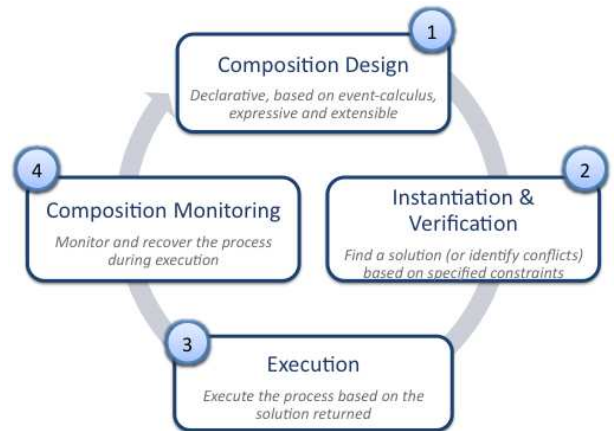 1
Composition Design
Declarative, based on event-calculus,
expressive and extensible
2
Instantiation &
Verification
Find a solution (or identify conflicts)
based on specified constraints
3
Execution
Execute the process based on the
solution returned
4
Composition Monitoring
Monitor and recover the process
during execution